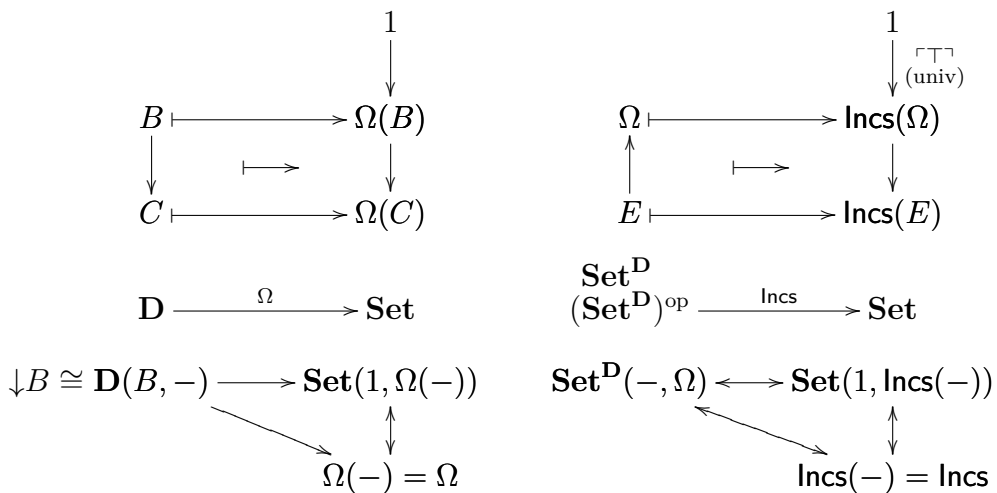 1 1
⌜⊤⌝
(univ)
B Ω(B) Ω Incs(Ω)
C Ω(C) E Incs(E)
Set^D
D Ω Set (Set^D)^op Incs Set
↓B ≅ D(B, −) Set(1, Ω(−)) Set^D(−, Ω) Set(1, Incs(−))
Ω(−) = Ω Incs(−) = Incs